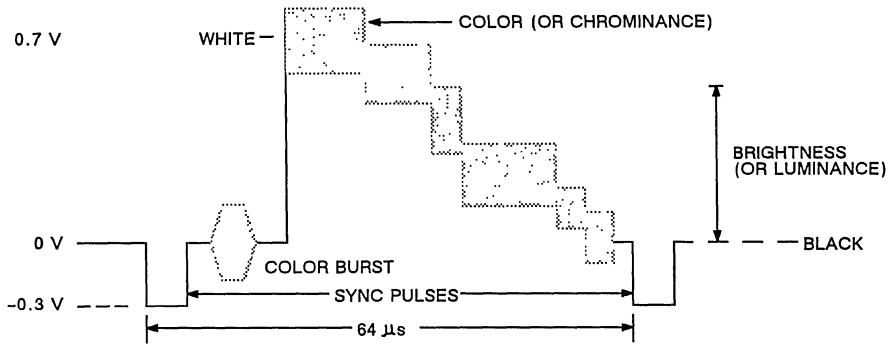 COLOR (OR CHROMINANCE)
0.7 V
WHITE
BRIGHTNESS
(OR LUMINANCE)
0 V
BLACK
COLOR BURST
SYNC PULSES
−0.3 V
64 μs